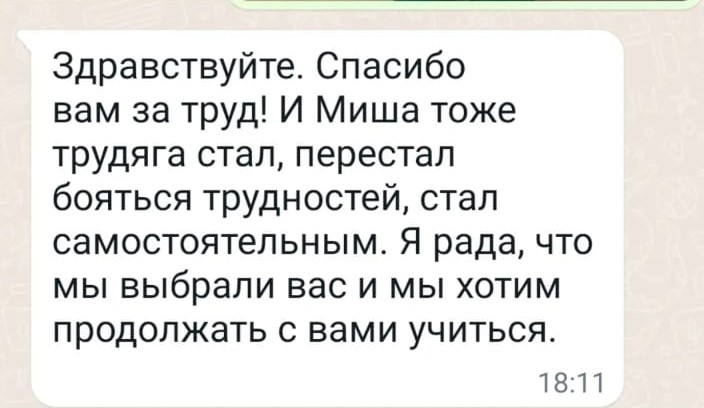 Здравствуйте. Спасибо
вам за труд! И Миша тоже
трудяга стал, перестал
бояться трудностей, стал
самостоятельным. Я рада, что
мы выбрали вас и мы хотим
продолжать с вами учиться.
18:11